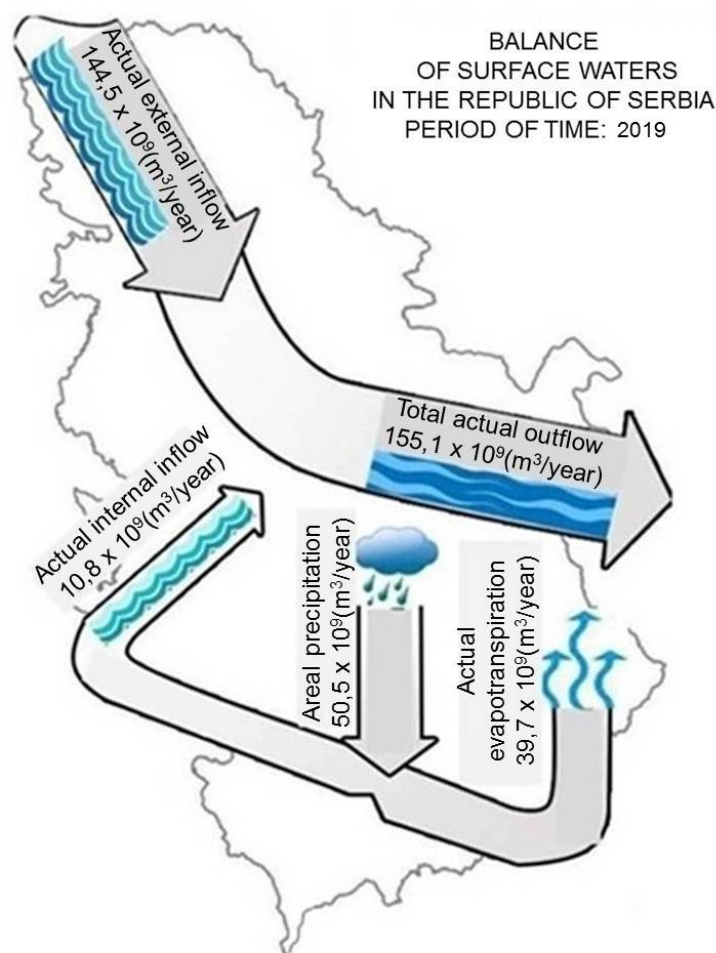 BALANCE
OF SURFACE WATERS
IN THE REPUBLIC OF SERBIA
PERIOD OF TIME: 2019
Actual external inflow
144,5 x 10⁹(m³/year)
Total actual outflow
155,1 x 10⁹(m³/year)
Actual internal inflow
10,8 x 10⁹(m³/year)
Areal precipitation
50,5 x 10⁹(m³/year)
Actual
evapotranspiration
39,7 x 10⁹(m³/year)